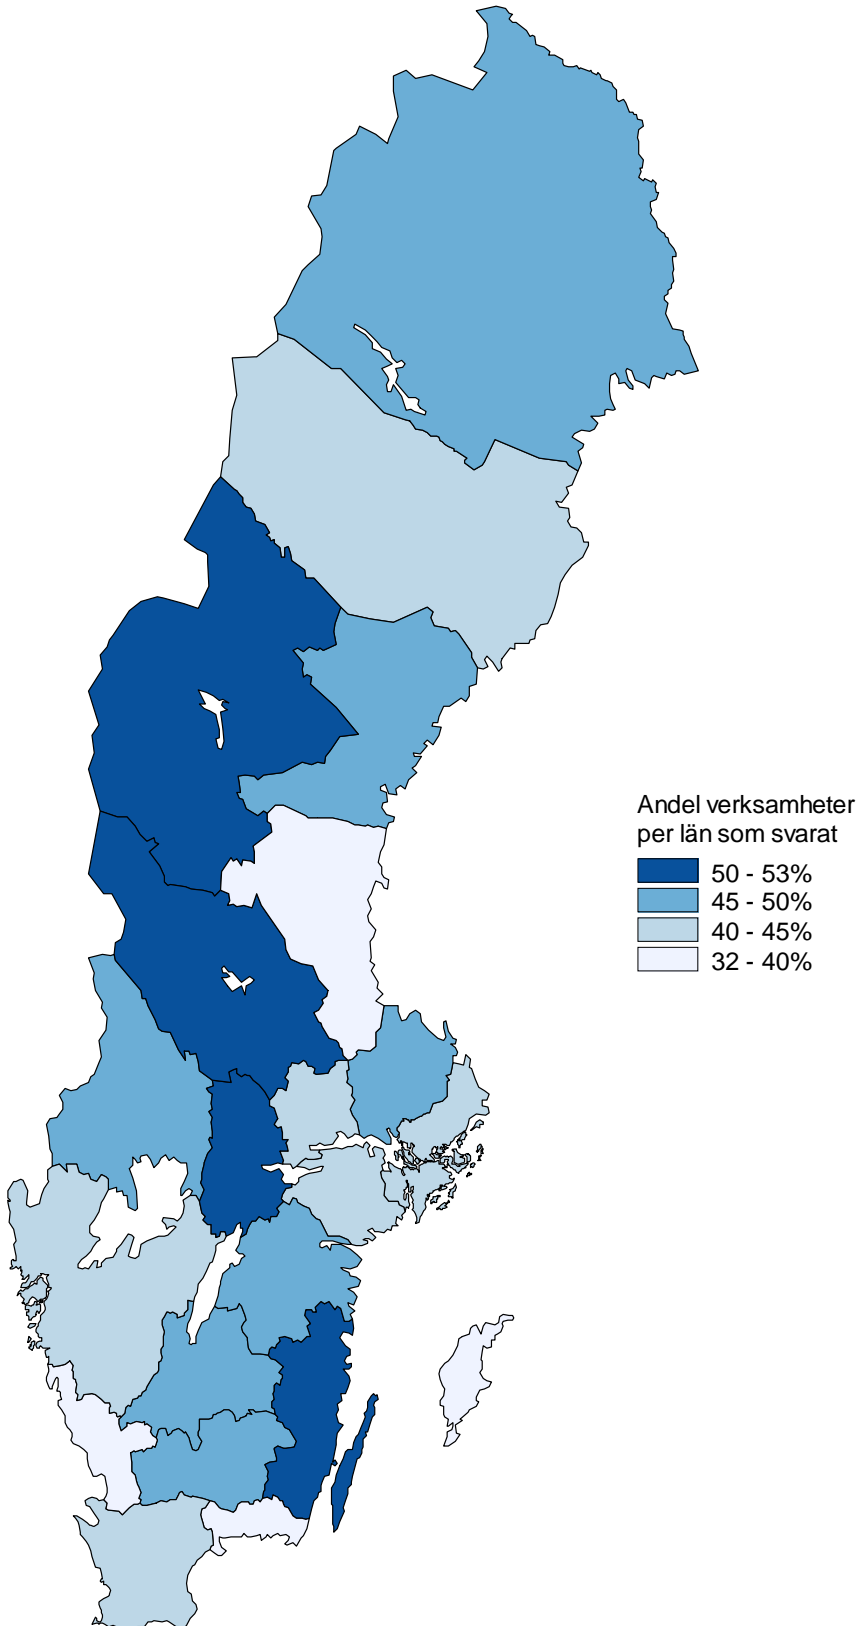 Andel verksamheter
per län som svarat
50 - 53%
45 - 50%
40 - 45%
32 - 40%